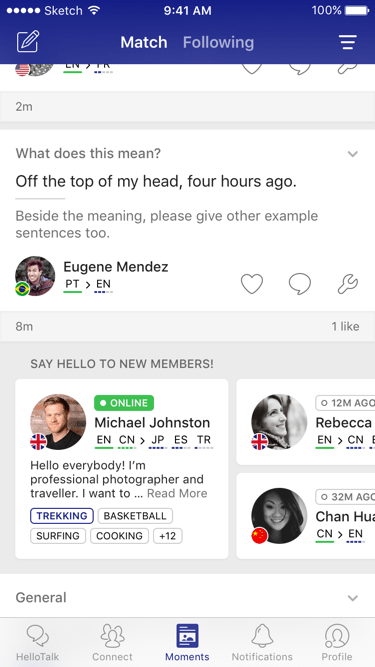 Sketch 9:41 AM 100%
Match Following
EN > FR
2m
What does this mean?
Off the top of my head, four hours ago.
Beside the meaning, please give other example
sentences too.
Eugene Mendez
PT > EN
8m 1 like
SAY HELLO TO NEW MEMBERS!
ONLINE
Michael Johnston
EN CN > JP ES TR
Hello everybody! I’m
professional photographer and
traveller. I want to ... Read More
TREKKING BASKETBALL
SURFING COOKING +12
12M AGO
Rebecca
EN > CN
32M AGO
Chan Hua
CN > EN
General
HelloTalk Connect Moments Notifications Profile